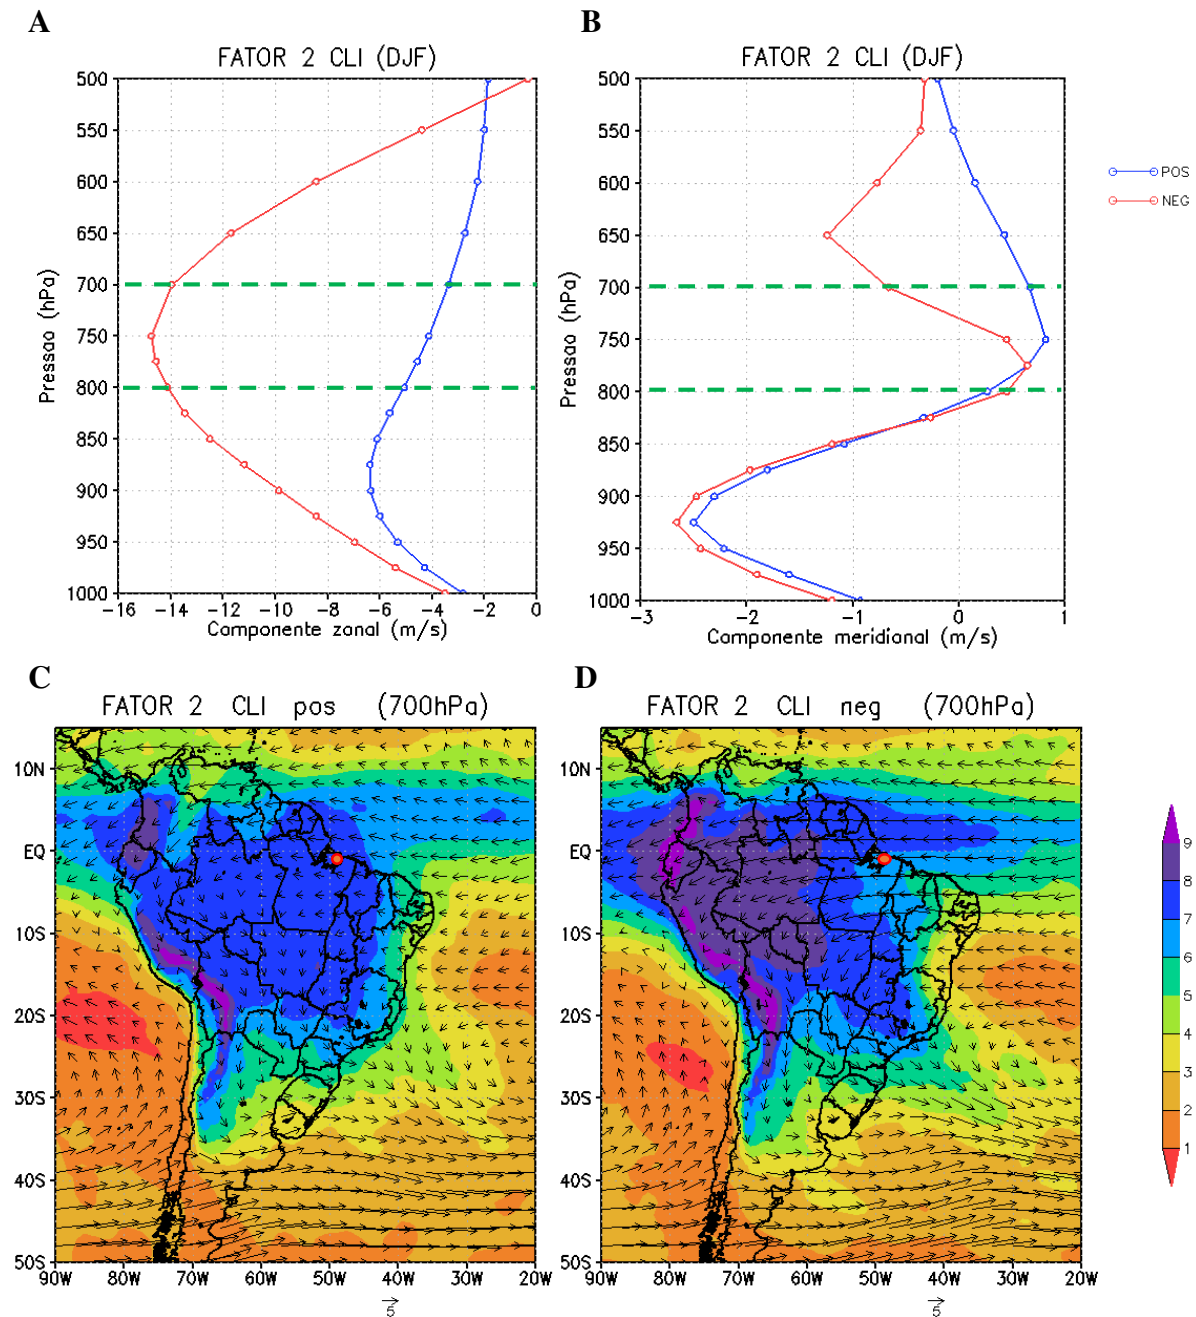 A
FATOR 2 CLI (DJF)
500
550
600
650
700
750
800
850
900
950
1000
Pressao (hPa)
-16 -14 -12 -10 -8 -6 -4 -2 0
Componente zonal (m/s)
B
FATOR 2 CLI (DJF)
500
550
600
650
700
750
800
850
900
950
1000
Pressao (hPa)
-3 -2 -1 0 1
Componente meridional (m/s)
POS
NEG
C
FATOR 2 CLI pos (700hPa)
10N
EQ
10S
20S
30S
40S
50S
90W 80W 70W 60W 50W 40W 30W 20W
5
D
FATOR 2 CLI neg (700hPa)
10N
EQ
10S
20S
30S
40S
50S
90W 80W 70W 60W 50W 40W 30W 20W
5
9
8
7
6
5
4
3
2
1